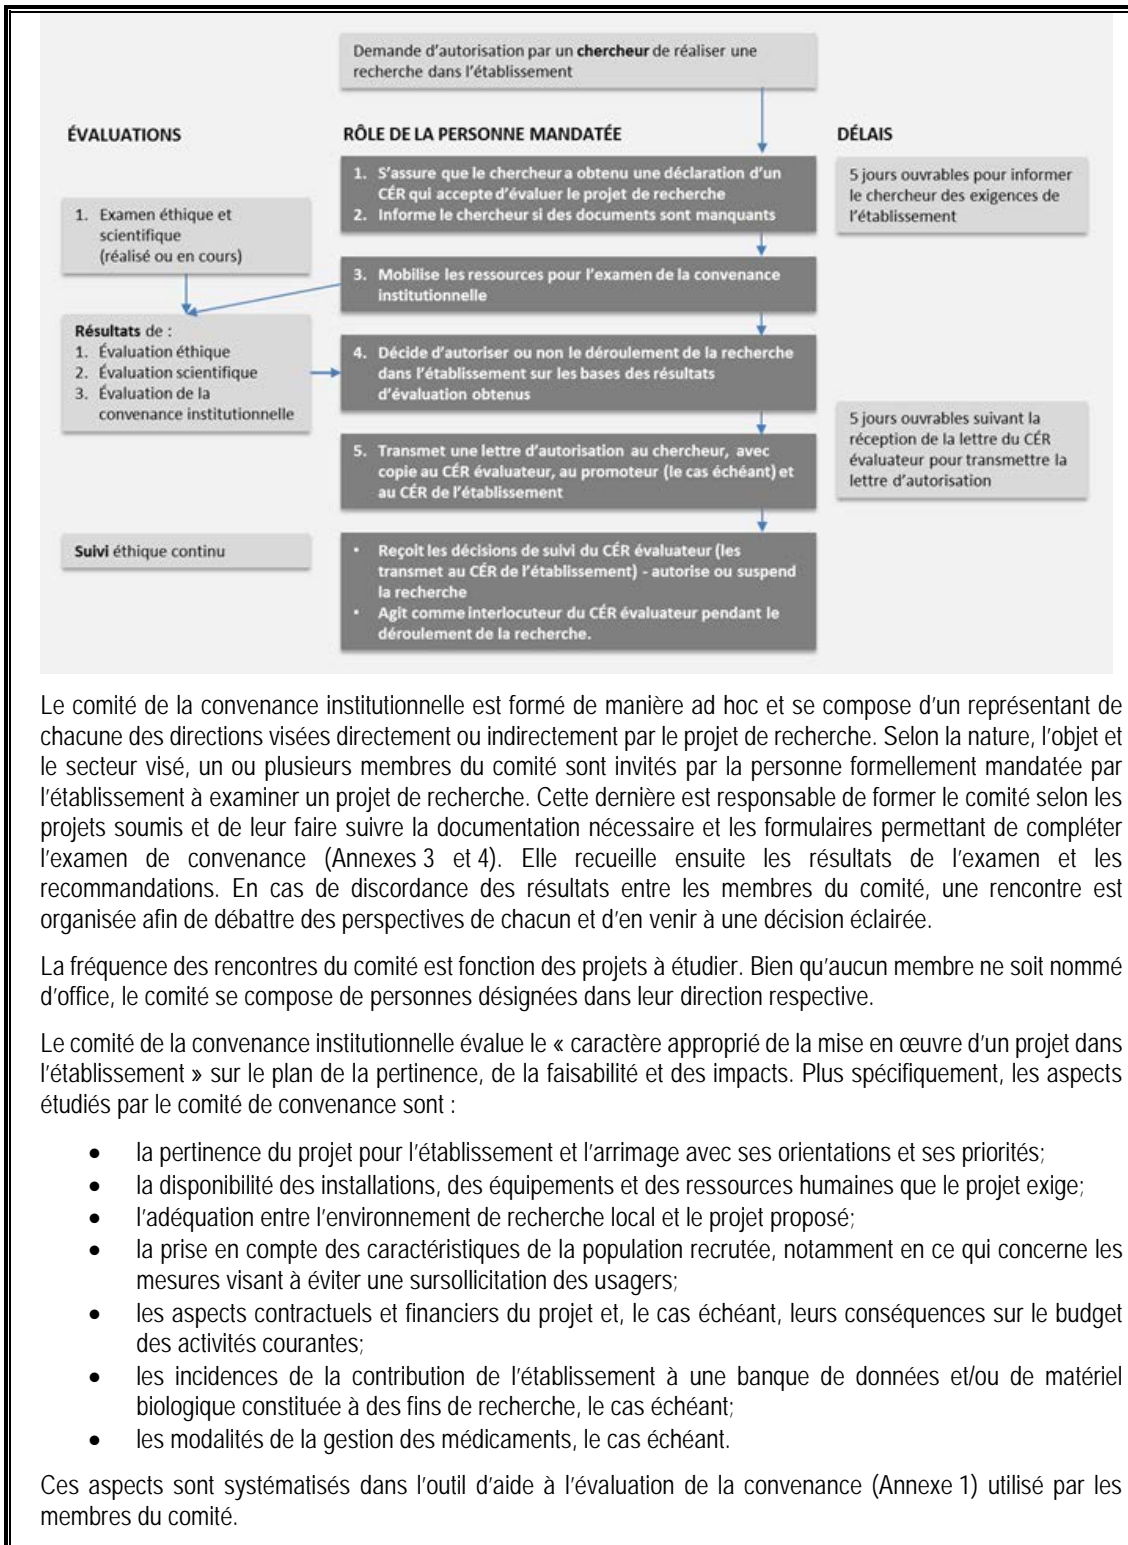 Demande d'autorisation par un chercheur de réaliser une
recherche dans l'établissement
ÉVALUATIONS
RÔLE DE LA PERSONNE MANDATÉE
DÉLAIS
1. S'assure que le chercheur a obtenu une déclaration d'un
CÉR qui accepte d'évaluer le projet de recherche
2. Informe le chercheur si des documents sont manquants
5 jours ouvrables pour informer
le chercheur des exigences de
l'établissement
1. Examen éthique et
scientifique
(réalisé ou en cours)
3. Mobilise les ressources pour l'examen de la convenance
institutionnelle
Résultats de :
1. Évaluation éthique
2. Évaluation scientifique
3. Évaluation de la
convenance institutionnelle
4. Décide d'autoriser ou non le déroulement de la recherche
dans l'établissement sur les bases des résultats
d'évaluation obtenus
5. Transmet une lettre d'autorisation au chercheur, avec
copie au CÉR évaluateur, au promoteur (le cas échéant) et
au CÉR de l'établissement
5 jours ouvrables suivant la
réception de la lettre du CÉR
évaluateur pour transmettre la
lettre d'autorisation
Suivi éthique continu
• Reçoit les décisions de suivi du CÉR évaluateur (les
transmet au CÉR de l'établissement) - autorise ou suspend
la recherche
• Agit comme interlocuteur du CÉR évaluateur pendant le
déroulement de la recherche.
Le comité de la convenance institutionnelle est formé de manière ad hoc et se compose d'un représentant de
chacune des directions visées directement ou indirectement par le projet de recherche. Selon la nature, l'objet et
le secteur visé, un ou plusieurs membres du comité sont invités par la personne formellement mandatée par
l'établissement à examiner un projet de recherche. Cette dernière est responsable de former le comité selon les
projets soumis et de leur faire suivre la documentation nécessaire et les formulaires permettant de compléter
l'examen de convenance (Annexes 3 et 4). Elle recueille ensuite les résultats de l'examen et les
recommandations. En cas de discordance des résultats entre les membres du comité, une rencontre est
organisée afin de débattre des perspectives de chacun et d'en venir à une décision éclairée.
La fréquence des rencontres du comité est fonction des projets à étudier. Bien qu'aucun membre ne soit nommé
d'office, le comité se compose de personnes désignées dans leur direction respective.
Le comité de la convenance institutionnelle évalue le « caractère approprié de la mise en œuvre d'un projet dans
l'établissement » sur le plan de la pertinence, de la faisabilité et des impacts. Plus spécifiquement, les aspects
étudiés par le comité de convenance sont :
• la pertinence du projet pour l'établissement et l'arrimage avec ses orientations et ses priorités;
• la disponibilité des installations, des équipements et des ressources humaines que le projet exige;
• l'adéquation entre l'environnement de recherche local et le projet proposé;
• la prise en compte des caractéristiques de la population recrutée, notamment en ce qui concerne les
mesures visant à éviter une sursollicitation des usagers;
• les aspects contractuels et financiers du projet et, le cas échéant, leurs conséquences sur le budget
des activités courantes;
• les incidences de la contribution de l'établissement à une banque de données et/ou de matériel
biologique constituée à des fins de recherche, le cas échéant;
• les modalités de la gestion des médicaments, le cas échéant.
Ces aspects sont systématisés dans l'outil d'aide à l'évaluation de la convenance (Annexe 1) utilisé par les
membres du comité.